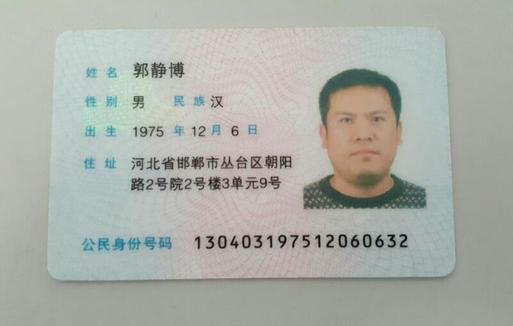 姓名 郭静博
性别 男 民族 汉
出生 1975 年 12 月 6 日
住址 河北省邯郸市丛台区朝阳
路2号院2号楼3单元9号
公民身份号码 130403197512060632